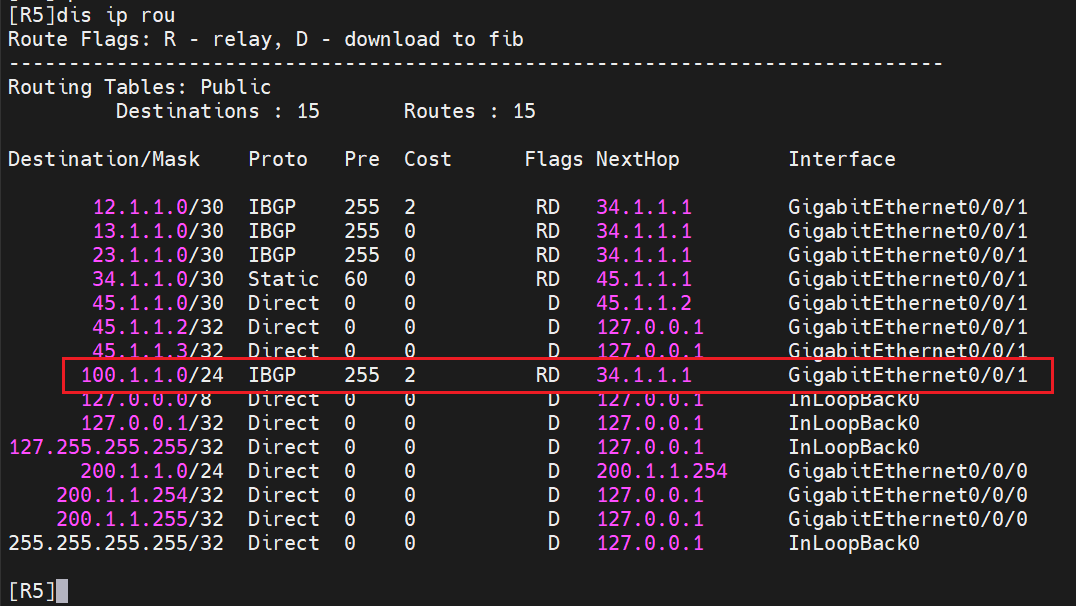 [R5]dis ip rou
Route Flags: R - relay, D - download to fib
------------------------------------------------------------------------------
Routing Tables: Public
         Destinations : 15       Routes : 15

Destination/Mask    Proto   Pre  Cost      Flags NextHop         Interface

       12.1.1.0/30  IBGP    255  2          RD   34.1.1.1        GigabitEthernet0/0/1
       13.1.1.0/30  IBGP    255  0          RD   34.1.1.1        GigabitEthernet0/0/1
       23.1.1.0/30  IBGP    255  0          RD   34.1.1.1        GigabitEthernet0/0/1
       34.1.1.0/30  Static  60   0          RD   45.1.1.1        GigabitEthernet0/0/1
       45.1.1.0/30  Direct  0    0           D   45.1.1.2        GigabitEthernet0/0/1
       45.1.1.2/32  Direct  0    0           D   127.0.0.1       GigabitEthernet0/0/1
       45.1.1.3/32  Direct  0    0           D   127.0.0.1       GigabitEthernet0/0/1
      100.1.1.0/24  IBGP    255  2          RD   34.1.1.1        GigabitEthernet0/0/1
      127.0.0.0/8   Direct  0    0           D   127.0.0.1       InLoopBack0
      127.0.0.1/32  Direct  0    0           D   127.0.0.1       InLoopBack0
127.255.255.255/32  Direct  0    0           D   127.0.0.1       InLoopBack0
      200.1.1.0/24  Direct  0    0           D   200.1.1.254     GigabitEthernet0/0/0
    200.1.1.254/32  Direct  0    0           D   127.0.0.1       GigabitEthernet0/0/0
    200.1.1.255/32  Direct  0    0           D   127.0.0.1       GigabitEthernet0/0/0
255.255.255.255/32  Direct  0    0           D   127.0.0.1       InLoopBack0

[R5]